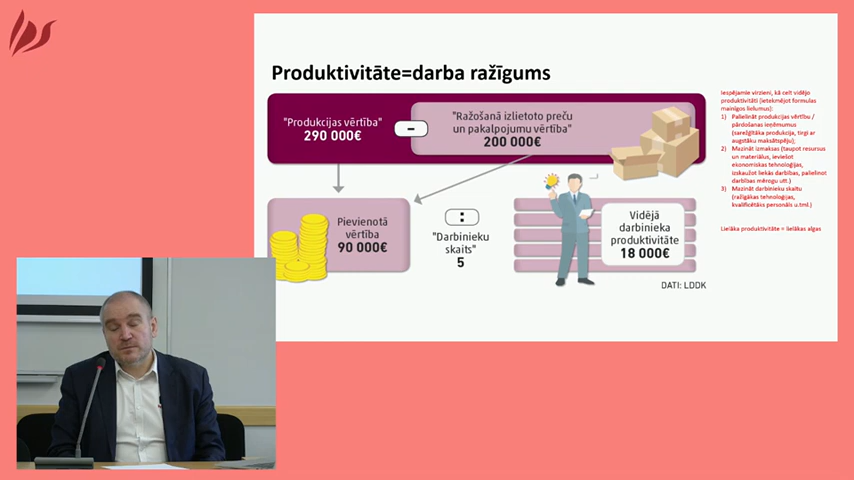 Produktivitāte=darba ražīgums
"Produkcijas vērtība"
290 000€
-
"Ražošanā izlietoto preču
un pakalpojumu vērtība"
200 000€
Pievienotā
vērtība
90 000€
:
"Darbinieku
skaits"
5
Vidējā
darbinieka
produktivitāte
18 000€
DATI: LDDK
Iespējamie virzieni, kā celt vidējo
produktivitāti (ietekmējot formulas
mainīgos lielumus):
1) Palielināt produkcijas vērtību /
pārdošanas ieņēmumus
(sarežģītāka produkcija, tirgi ar
augstāku maksātspēju);
2) Mazināt izmaksas (taupot resursus
un materiālus, ieviešot
ekonomiskas tehnoloģijas,
izskaužot liekās darbības, palielinot
darbības mērogu utt.)
3) Mazināt darbinieku skaitu
(ražīgākas tehnoloģijas,
kvalificētāks personāls u.tml.)
Lielāka produktivitāte = lielākas algas